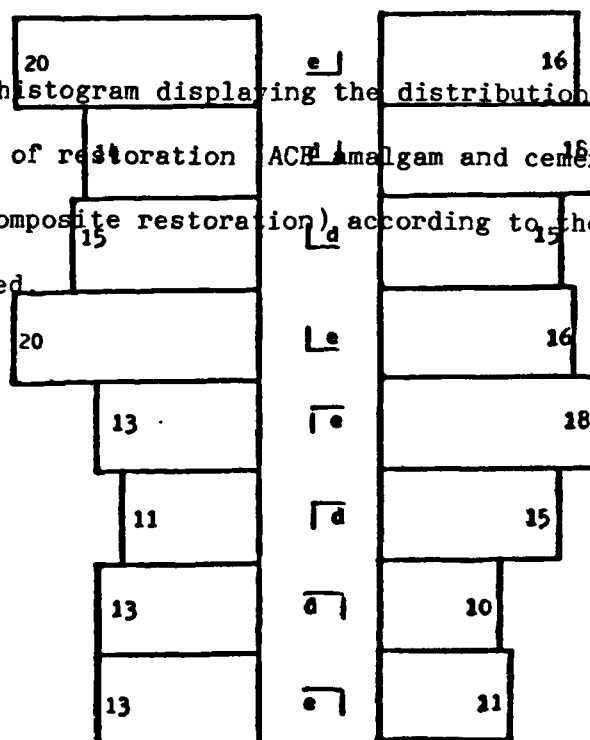 20 e 16
histogram displaying the distribution
of restoration amalgam and ceme
d
omposite restoration) according to the
15 d 15
ed.
20 e 16
13 e 18
11 d 15
13 d 10
13 e 11